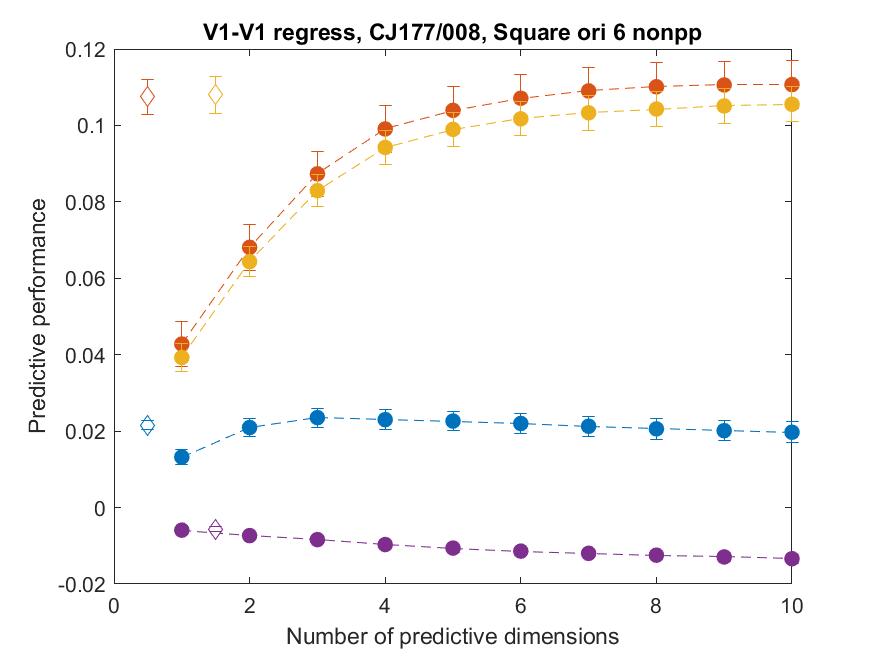 V1-V1 regress, CJ177/008, Square ori 6 nonpp
0.12
0.1
0.08
0.06
0.04
0.02
0
-0.02
0 2 4 6 8 10
Predictive performance
Number of predictive dimensions